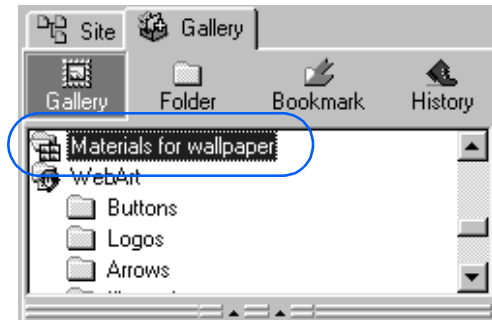 Site Gallery
Gallery Folder Bookmark History
Materials for wallpaper
WebArt
Buttons
Logos
Arrows